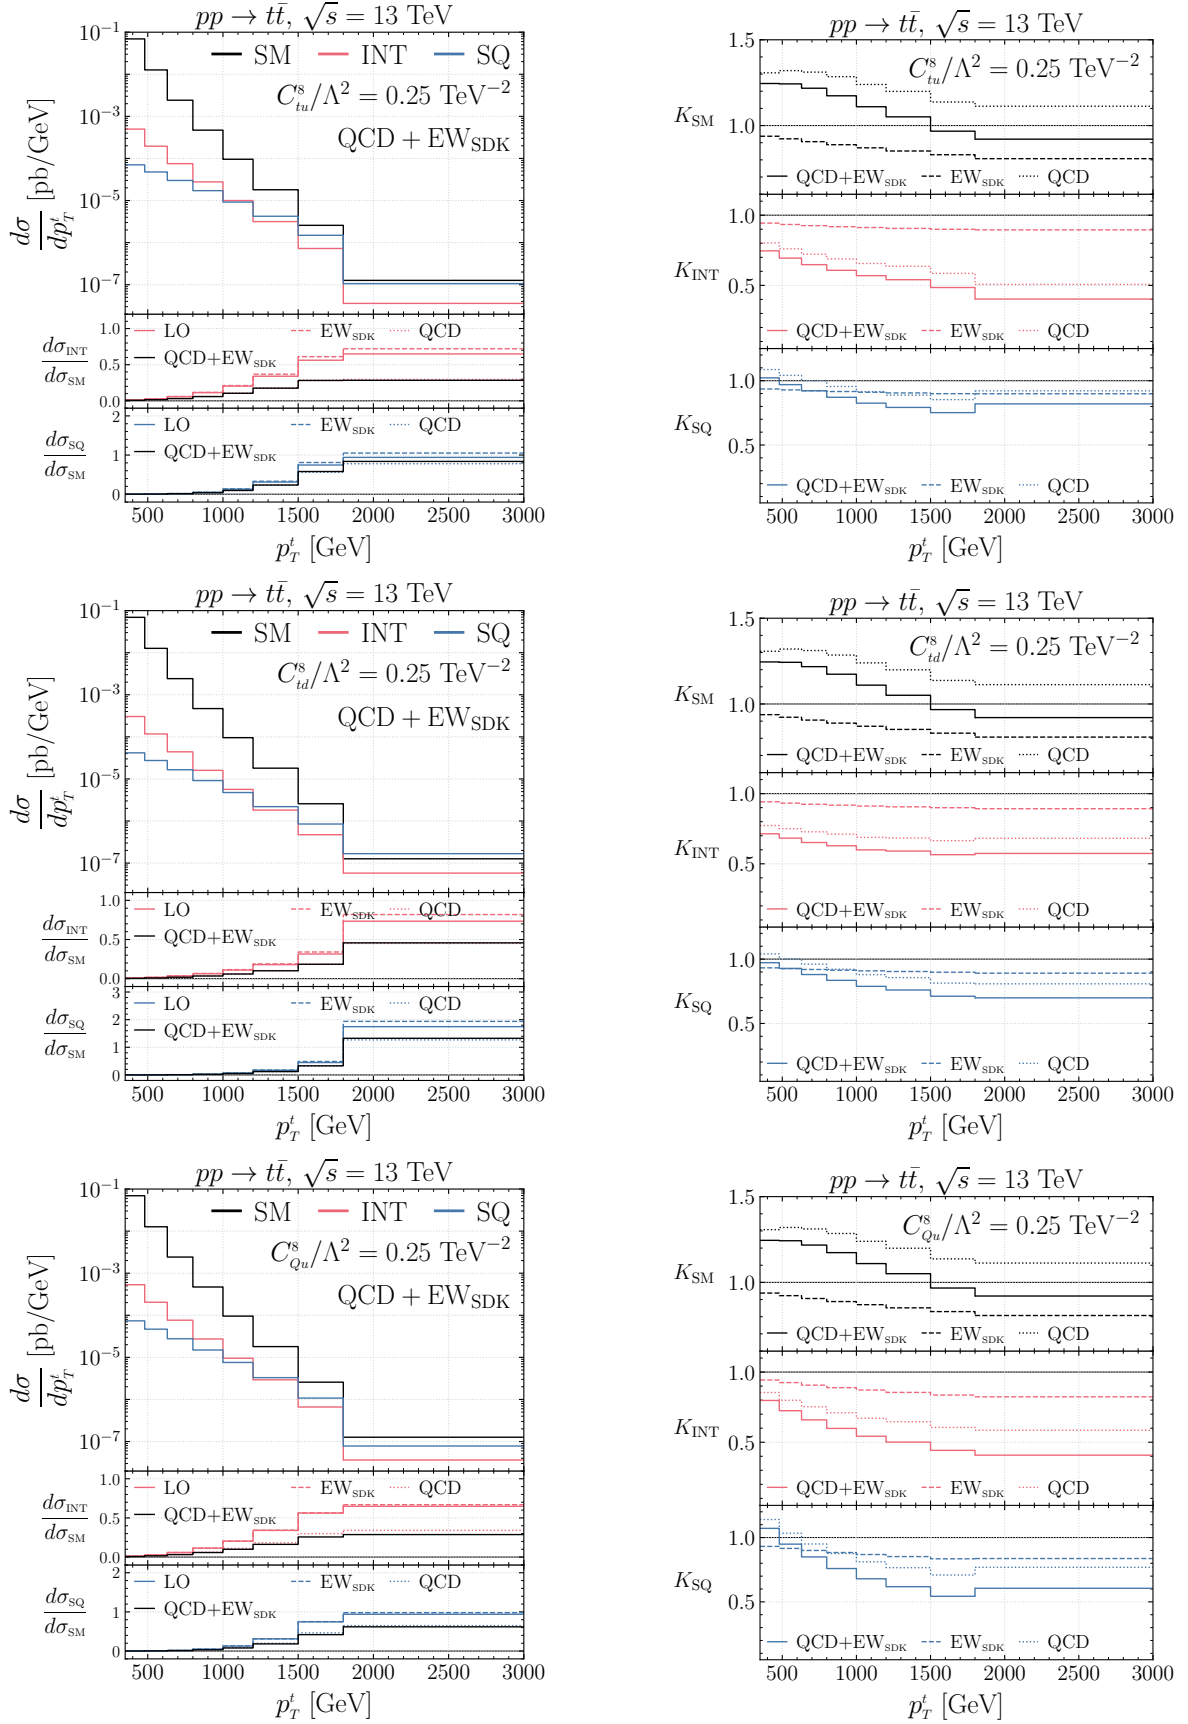 pp → tt̄, √s = 13 TeV
10⁻¹
10⁻³
10⁻⁵
10⁻⁷
dσ/dp_T^t [pb/GeV]
SM INT SQ
C_tu^8/Λ² = 0.25 TeV⁻²
QCD + EW_SDK
dσ_INT/dσ_SM
1.0
0.5
0.0
LO EW_SDK QCD
QCD+EW_SDK
dσ_SQ/dσ_SM
2
1
0
LO EW_SDK QCD
QCD+EW_SDK
500 1000 1500 2000 2500 3000
p_T^t [GeV]
pp → tt̄, √s = 13 TeV
C_tu^8/Λ² = 0.25 TeV⁻²
K_SM
1.5
1.0
QCD+EW_SDK EW_SDK QCD
K_INT
1.0
0.5
QCD+EW_SDK EW_SDK QCD
K_SQ
1.0
0.5
QCD+EW_SDK EW_SDK QCD
500 1000 1500 2000 2500 3000
p_T^t [GeV]
pp → tt̄, √s = 13 TeV
10⁻¹
10⁻³
10⁻⁵
10⁻⁷
dσ/dp_T^t [pb/GeV]
SM INT SQ
C_td^8/Λ² = 0.25 TeV⁻²
QCD + EW_SDK
dσ_INT/dσ_SM
1.0
0.5
0.0
LO EW_SDK QCD
QCD+EW_SDK
dσ_SQ/dσ_SM
3
2
1
0
LO EW_SDK QCD
QCD+EW_SDK
500 1000 1500 2000 2500 3000
p_T^t [GeV]
pp → tt̄, √s = 13 TeV
C_td^8/Λ² = 0.25 TeV⁻²
K_SM
1.5
1.0
QCD+EW_SDK EW_SDK QCD
K_INT
1.0
0.5
QCD+EW_SDK EW_SDK QCD
K_SQ
1.0
0.5
QCD+EW_SDK EW_SDK QCD
500 1000 1500 2000 2500 3000
p_T^t [GeV]
pp → tt̄, √s = 13 TeV
10⁻¹
10⁻³
10⁻⁵
10⁻⁷
dσ/dp_T^t [pb/GeV]
SM INT SQ
C_Qu^8/Λ² = 0.25 TeV⁻²
QCD + EW_SDK
dσ_INT/dσ_SM
1.0
0.5
0.0
LO EW_SDK QCD
QCD+EW_SDK
dσ_SQ/dσ_SM
2
1
0
LO EW_SDK QCD
QCD+EW_SDK
500 1000 1500 2000 2500 3000
p_T^t [GeV]
pp → tt̄, √s = 13 TeV
C_Qu^8/Λ² = 0.25 TeV⁻²
K_SM
1.5
1.0
QCD+EW_SDK EW_SDK QCD
K_INT
1.0
0.5
QCD+EW_SDK EW_SDK QCD
K_SQ
1.0
0.5
QCD+EW_SDK EW_SDK QCD
500 1000 1500 2000 2500 3000
p_T^t [GeV]